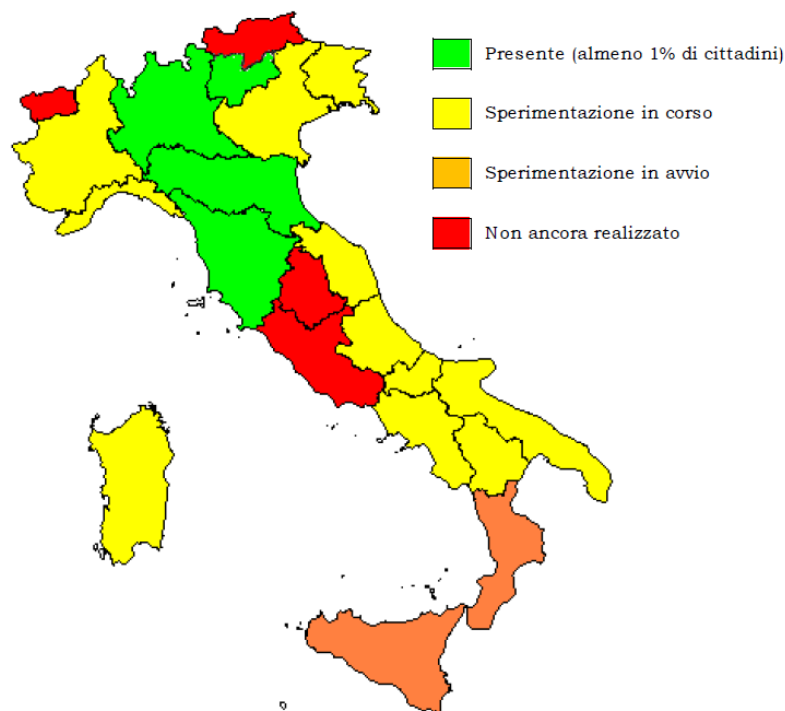 Presente (almeno 1% di cittadini)
Sperimentazione in corso
Sperimentazione in avvio
Non ancora realizzato